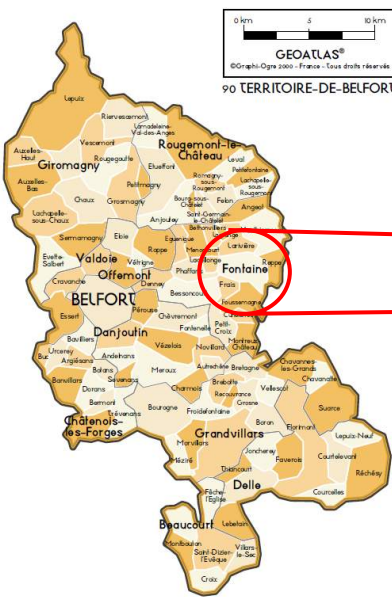 0 km 5 10 km
GEOATLAS®
©Graphi-Ogre 2000 - France - Tous droits réservés
90 TERRITOIRE-DE-BELFORT
Lepuix
Riervescemont
Lamadeleine-
Val-des-Anges
Auxelles-
Haut
Vescemont
Rougegoutte
Giromagny
Rougemont-le-
Château
Leval
Petitefontaine
Etueffont
Romagny-
sous-
Rougemont
Lachapelle-
sous-
Rougemont
Auxelles-
Bas
Petitmagny
Chaux
Grosmagny
Bourg-sous-
Châtelet
Felon
Angeot
Lachapelle-
sous-Chaux
Anjoutey
Saint-Germain-
le-Châtelet
Bethonvilliers
Sermamagny
Eloie
Eguenigue
Larivière
Evette-
Salbert
Valdoie
Roppe
Menoncourt
Vétrigne
Phaffans
Fontaine
Reppe
Cravanche
Offemont
Denney
Frais
BELFORT
Bessoncourt
Foussemagne
Essert
Pérouse
Chèvremont
Danjoutin
Fontenelle
Petit-
Croix
Bavilliers
Vézelois
Montreux-
Château
Buc
Urcerey
Argiésans
Andelnans
Novillard
Chavannes-
les-Grands
Banvillars
Botans
Meroux
Autrechêne
Bretagne
Chavanatte
Dorans
Sevenans
Charmois
Brebotte
Vellescot
Recouvrance
Grosne
Suarce
Bermont
Trévenans
Bourogne
Froidefontaine
Châtenois-
les-Forges
Boron
Grandvillars
Florimont
Lepuix-Neuf
Morvillars
Joncherey
Courtelevant
Réchésy
Méziré
Thiancourt
Faverois
Delle
Courcelles
Fêche-
l'Eglise
Beaucourt
Lebetain
Montbouton
Saint-Dizier-
l'Evêque
Villars-
le-Sec
Croix